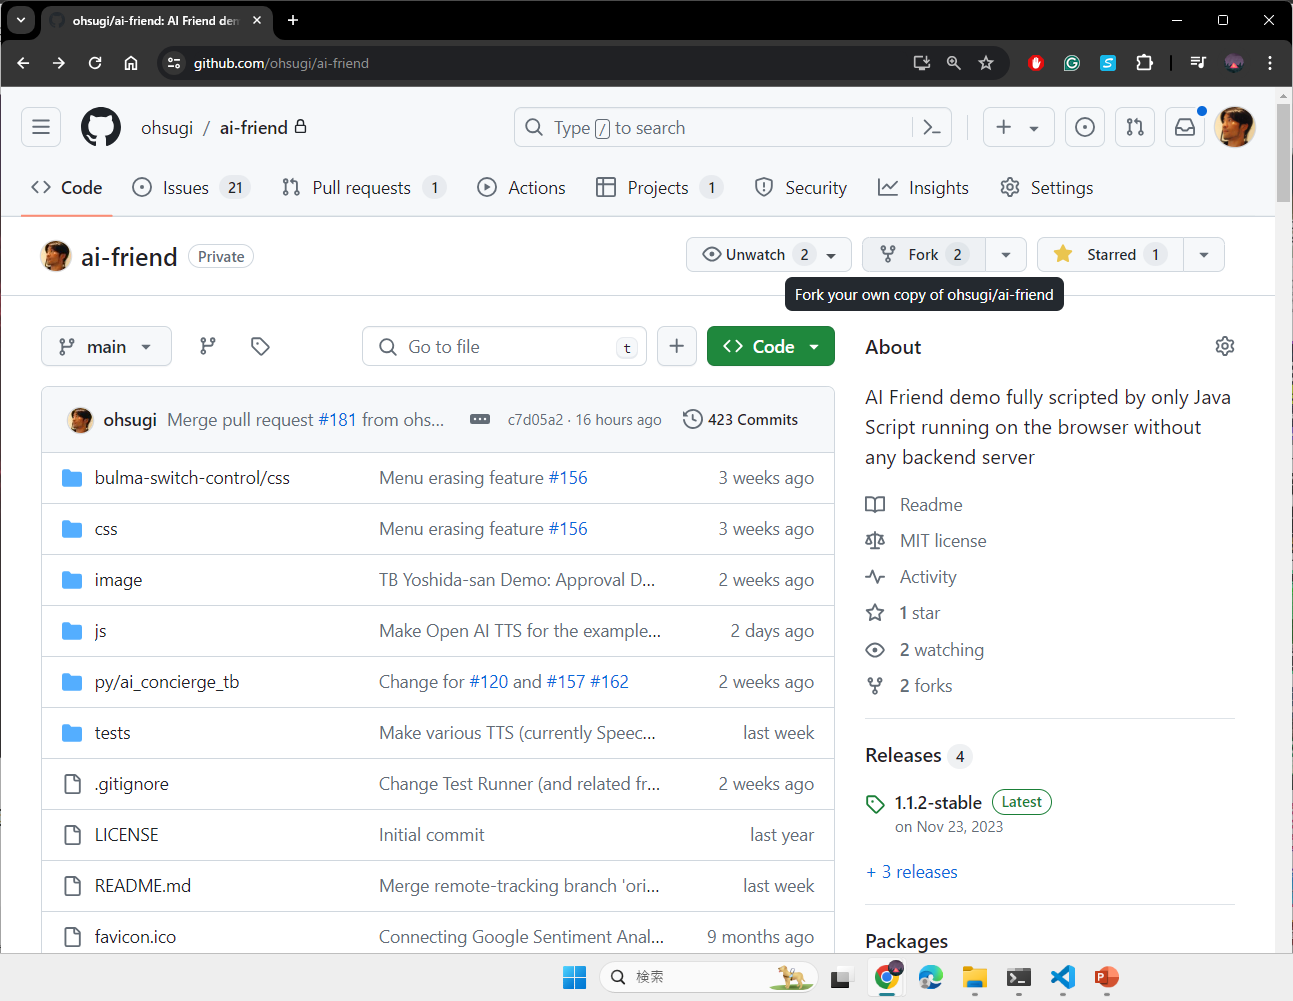 ohsugi/ai-friend: AI Friend den
github.com/ohsugi/ai-friend
ohsugi / ai-friend
Type / to search
Code
Issues 21
Pull requests 1
Actions
Projects 1
Security
Insights
Settings
ai-friend Private
Unwatch 2
Fork 2
Starred 1
Fork your own copy of ohsugi/ai-friend
main
Go to file t
Code
ohsugi Merge pull request #181 from ohs... c7d05a2 · 16 hours ago 423 Commits
bulma-switch-control/css Menu erasing feature #156 3 weeks ago
css Menu erasing feature #156 3 weeks ago
image TB Yoshida-san Demo: Approval D... 2 weeks ago
js Make Open AI TTS for the example... 2 days ago
py/ai_concierge_tb Change for #120 and #157 #162 2 weeks ago
tests Make various TTS (currently Speec... last week
.gitignore Change Test Runner (and related fr... 2 weeks ago
LICENSE Initial commit last year
README.md Merge remote-tracking branch 'ori... last week
favicon.ico Connecting Google Sentiment Anal... 9 months ago
About
AI Friend demo fully scripted by only Java
Script running on the browser without
any backend server
Readme
MIT license
Activity
1 star
2 watching
2 forks
Releases 4
1.1.2-stable Latest
on Nov 23, 2023
+ 3 releases
Packages
検索